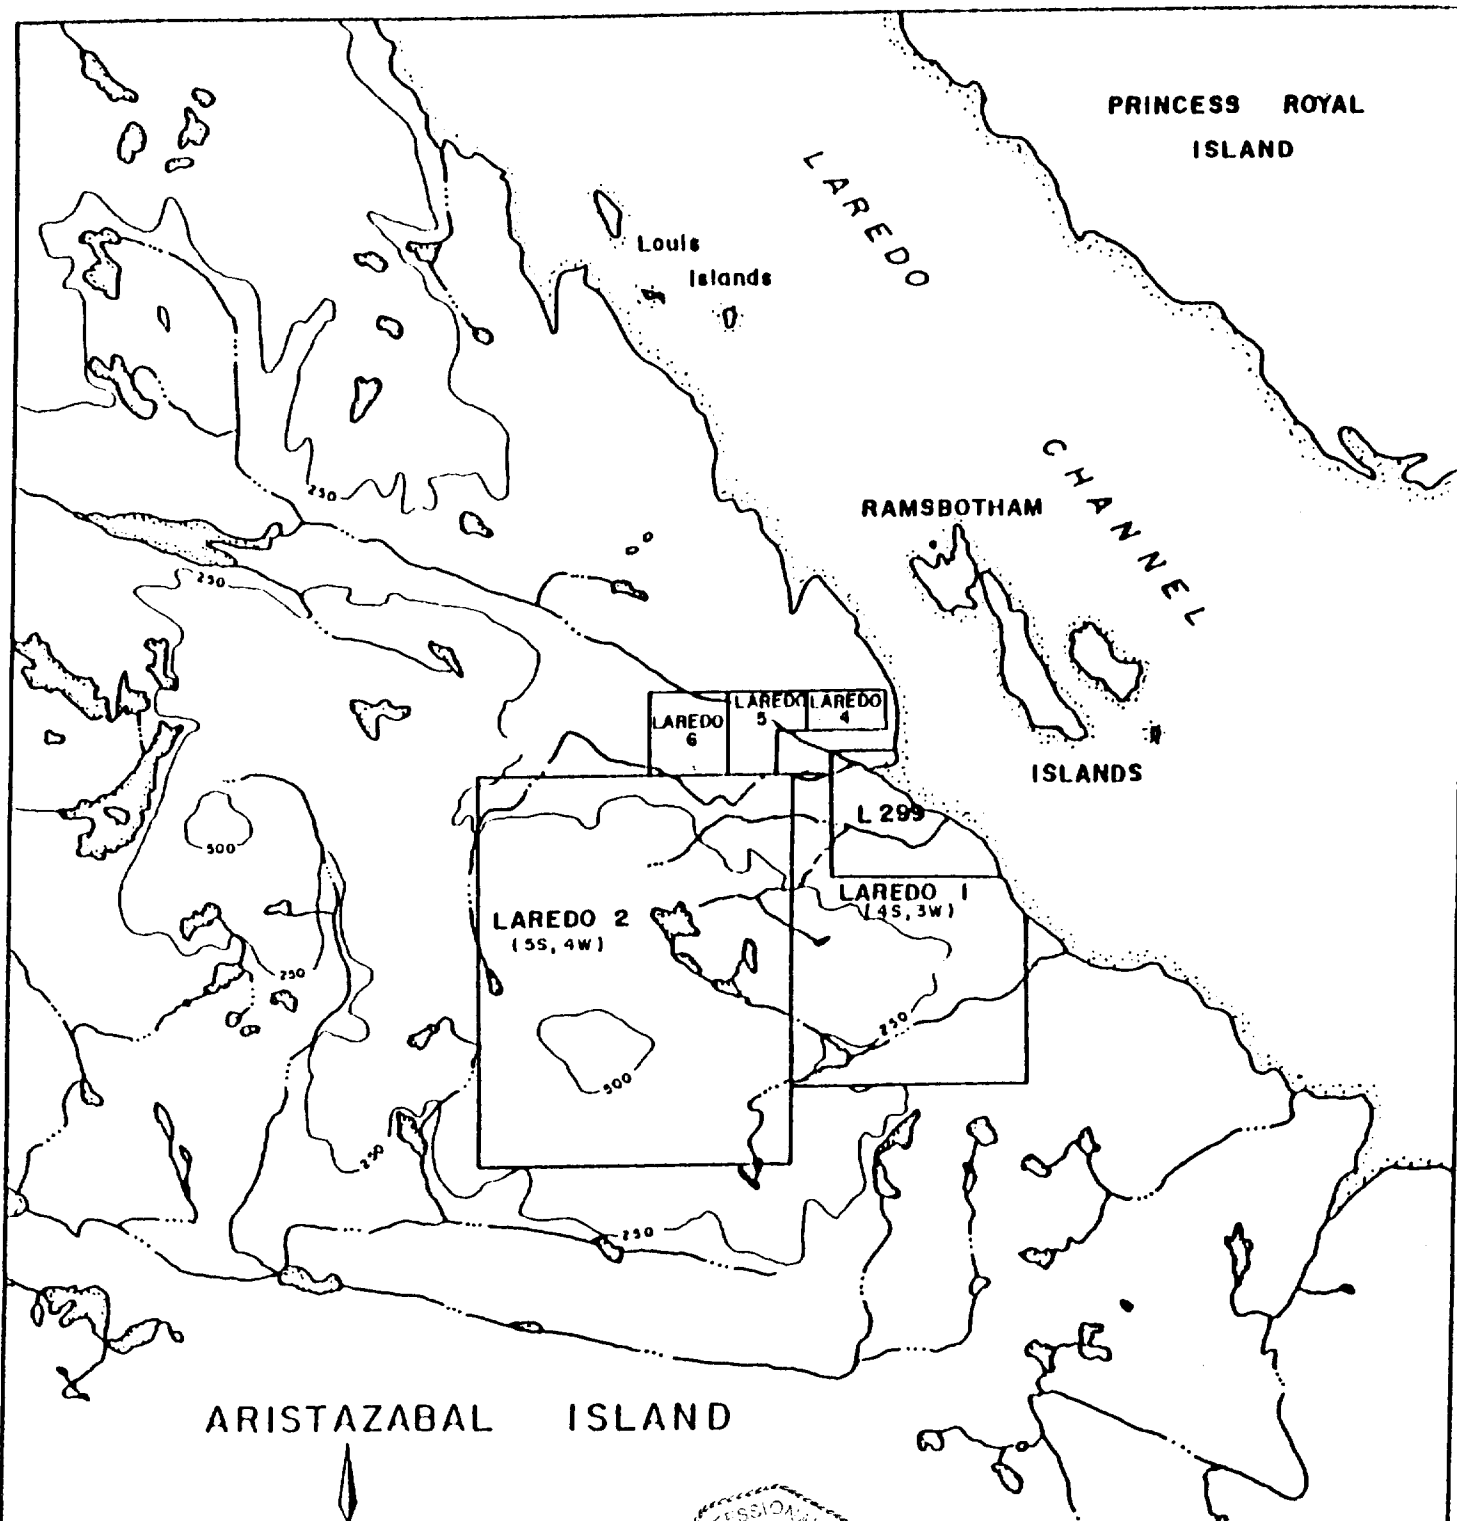 PRINCESS ROYAL
ISLAND
LAREDO
CHANNEL
Louis
Islands
250
RAMSBOTHAM
ISLANDS
250
LAREDO
6
LAREDO
5
LAREDO
4
L 299
500
LAREDO 1
(4S, 3W)
LAREDO 2
(5S, 4W)
250
250
500
250
250
ARISTAZABAL ISLAND